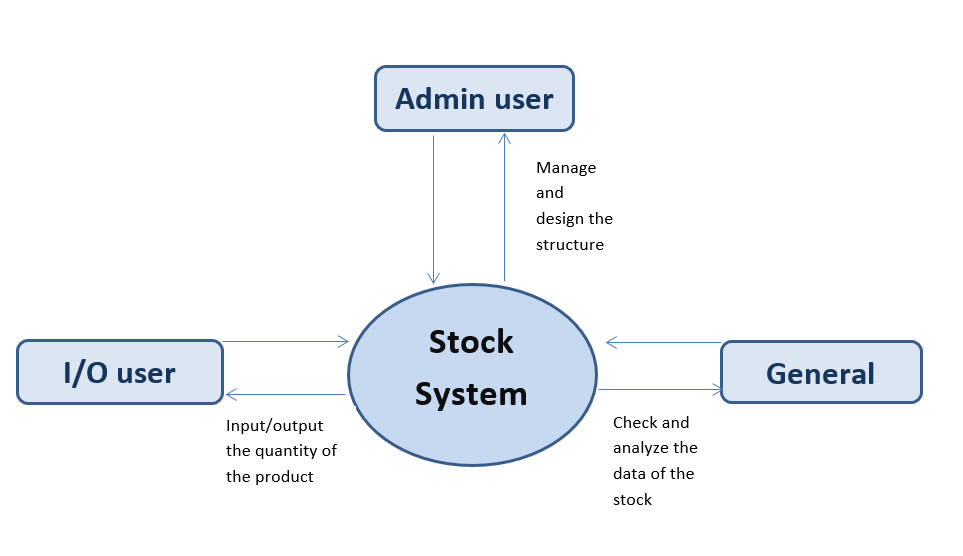 Admin user
Manage
and
design the
structure
Stock
System
I/O user
General
Input/output
the quantity of
the product
Check and
analyze the
data of the
stock